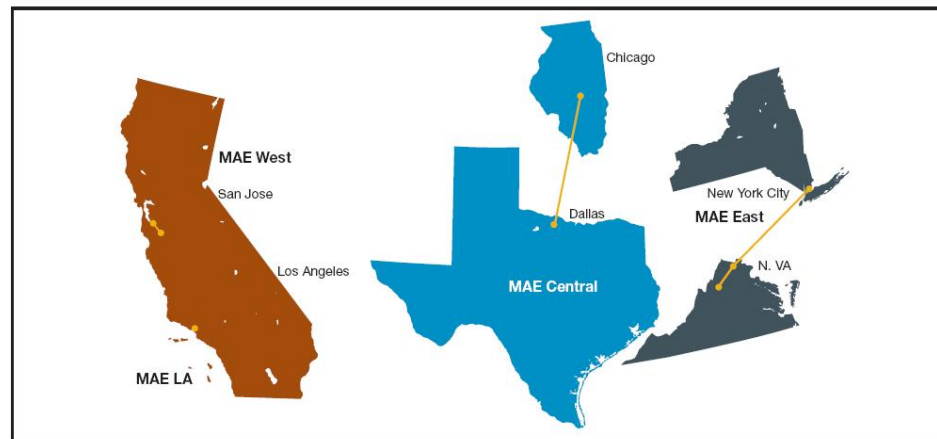 Chicago
MAE West
San Jose
New York City
Dallas
MAE East
Los Angeles
N. VA
MAE Central
MAE LA